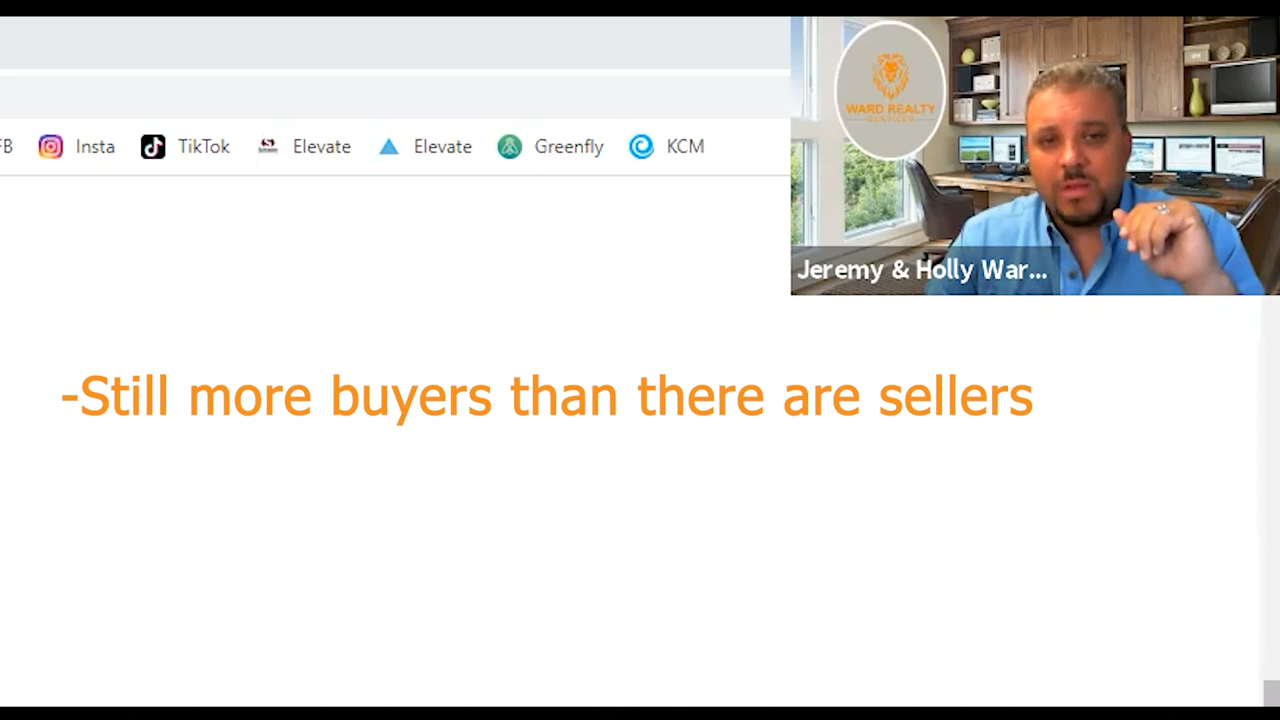 FB Insta TikTok Elevate Elevate Greenfly KCM
WARD REALTY
SERVICES
Jeremy & Holly War...
-Still more buyers than there are sellers